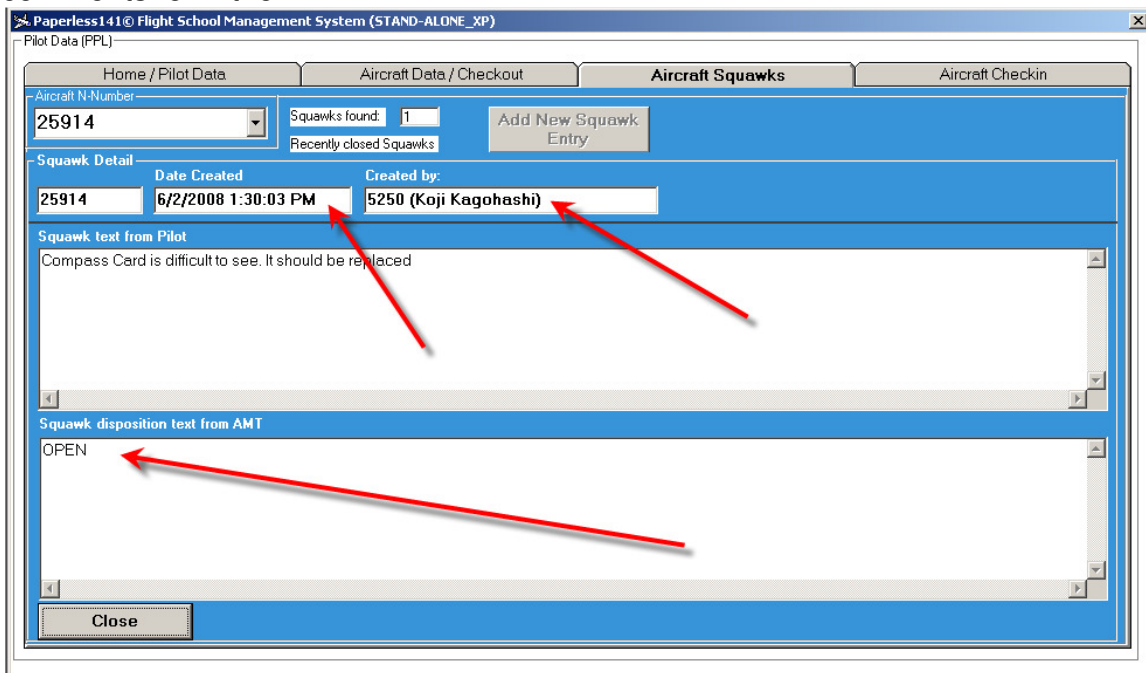 Paperless141© Flight School Management System (STAND-ALONE_XP)
Pilot Data (PPL)
Home / Pilot Data
Aircraft Data / Checkout
Aircraft Squawks
Aircraft Checkin
Aircraft N-Number
25914
Squawks found: 1
Recently closed Squawks
Add New Squawk
Entry
Squawk Detail
Date Created
Created by:
25914
6/2/2008 1:30:03 PM
5250 (Koji Kagohashi)
Squawk text from Pilot
Compass Card is difficult to see. It should be replaced
Squawk disposition text from AMT
OPEN
Close